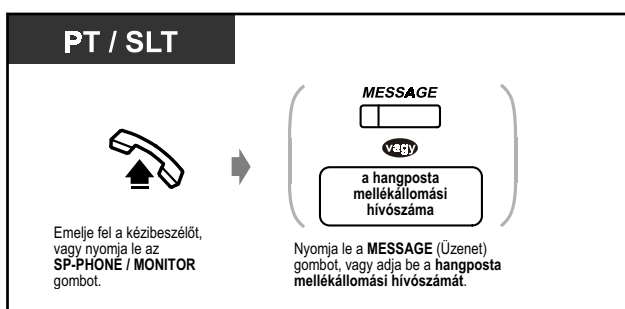 PT / SLT
MESSAGE
vagy
a hangposta
mellékállomási
hívószáma
Emelje fel a kézibeszélőt,
vagy nyomja le az
SP-PHONE / MONITOR
gombot.
Nyomja le a MESSAGE (Üzenet)
gombot, vagy adja be a hangposta
mellékállomási hívószámát.